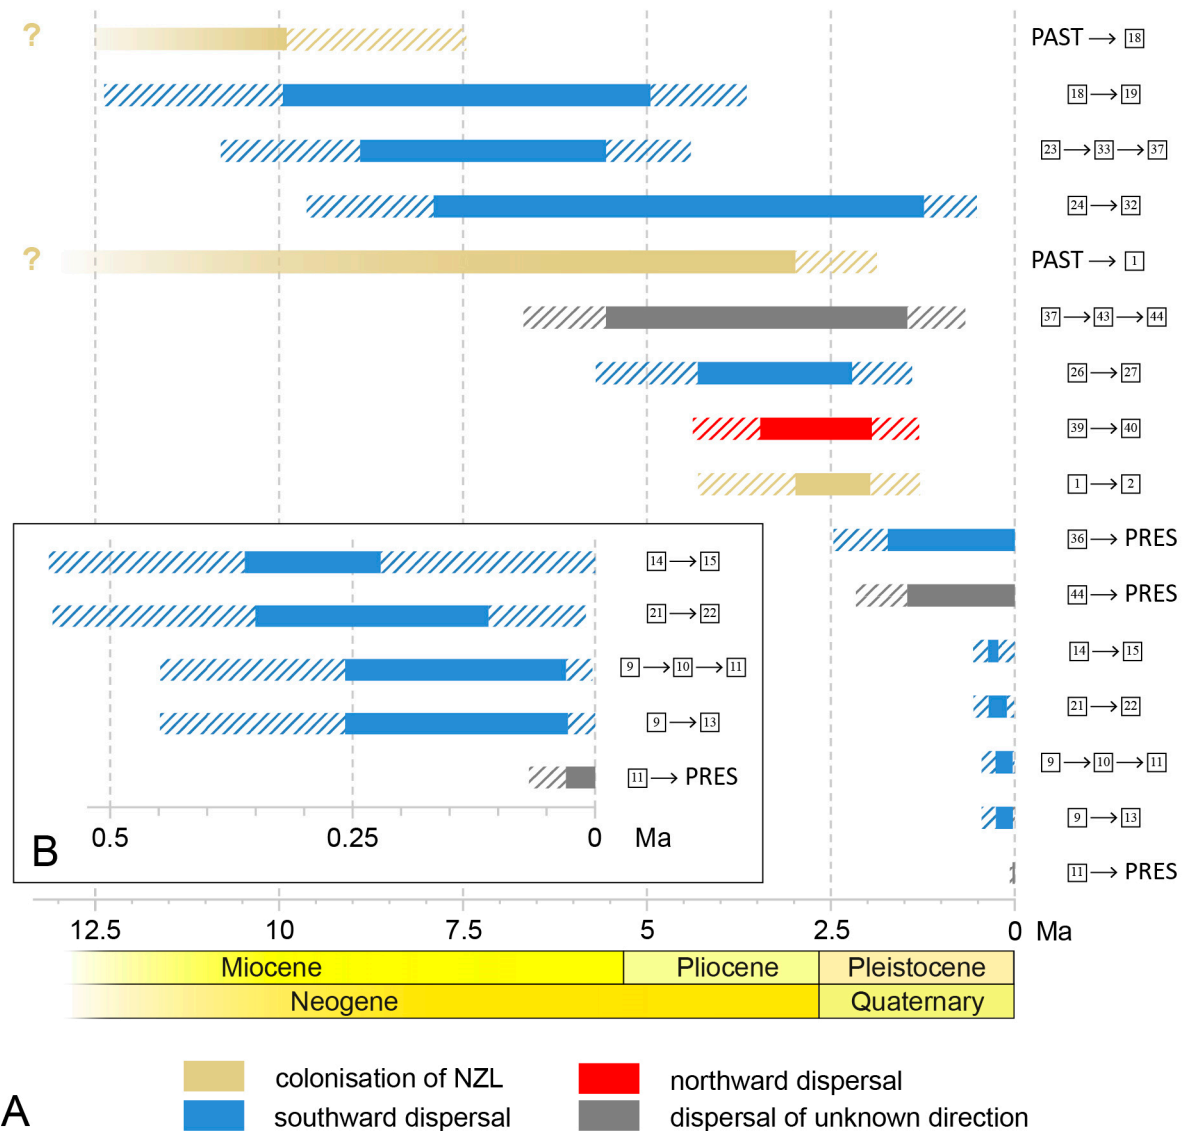 ? PAST → 18
18 → 19
23 → 33 → 37
24 → 32
? PAST → 1
37 → 43 → 44
26 → 27
39 → 40
1 → 2
36 → PRES
44 → PRES
14 → 15
21 → 22
9 → 10 → 11
9 → 13
11 → PRES
14 → 15
21 → 22
9 → 10 → 11
9 → 13
11 → PRES
0.5 0.25 0 Ma
B
12.5 10 7.5 5 2.5 0 Ma
Miocene Pliocene Pleistocene
Neogene Quaternary
colonisation of NZL northward dispersal
southward dispersal dispersal of unknown direction
A